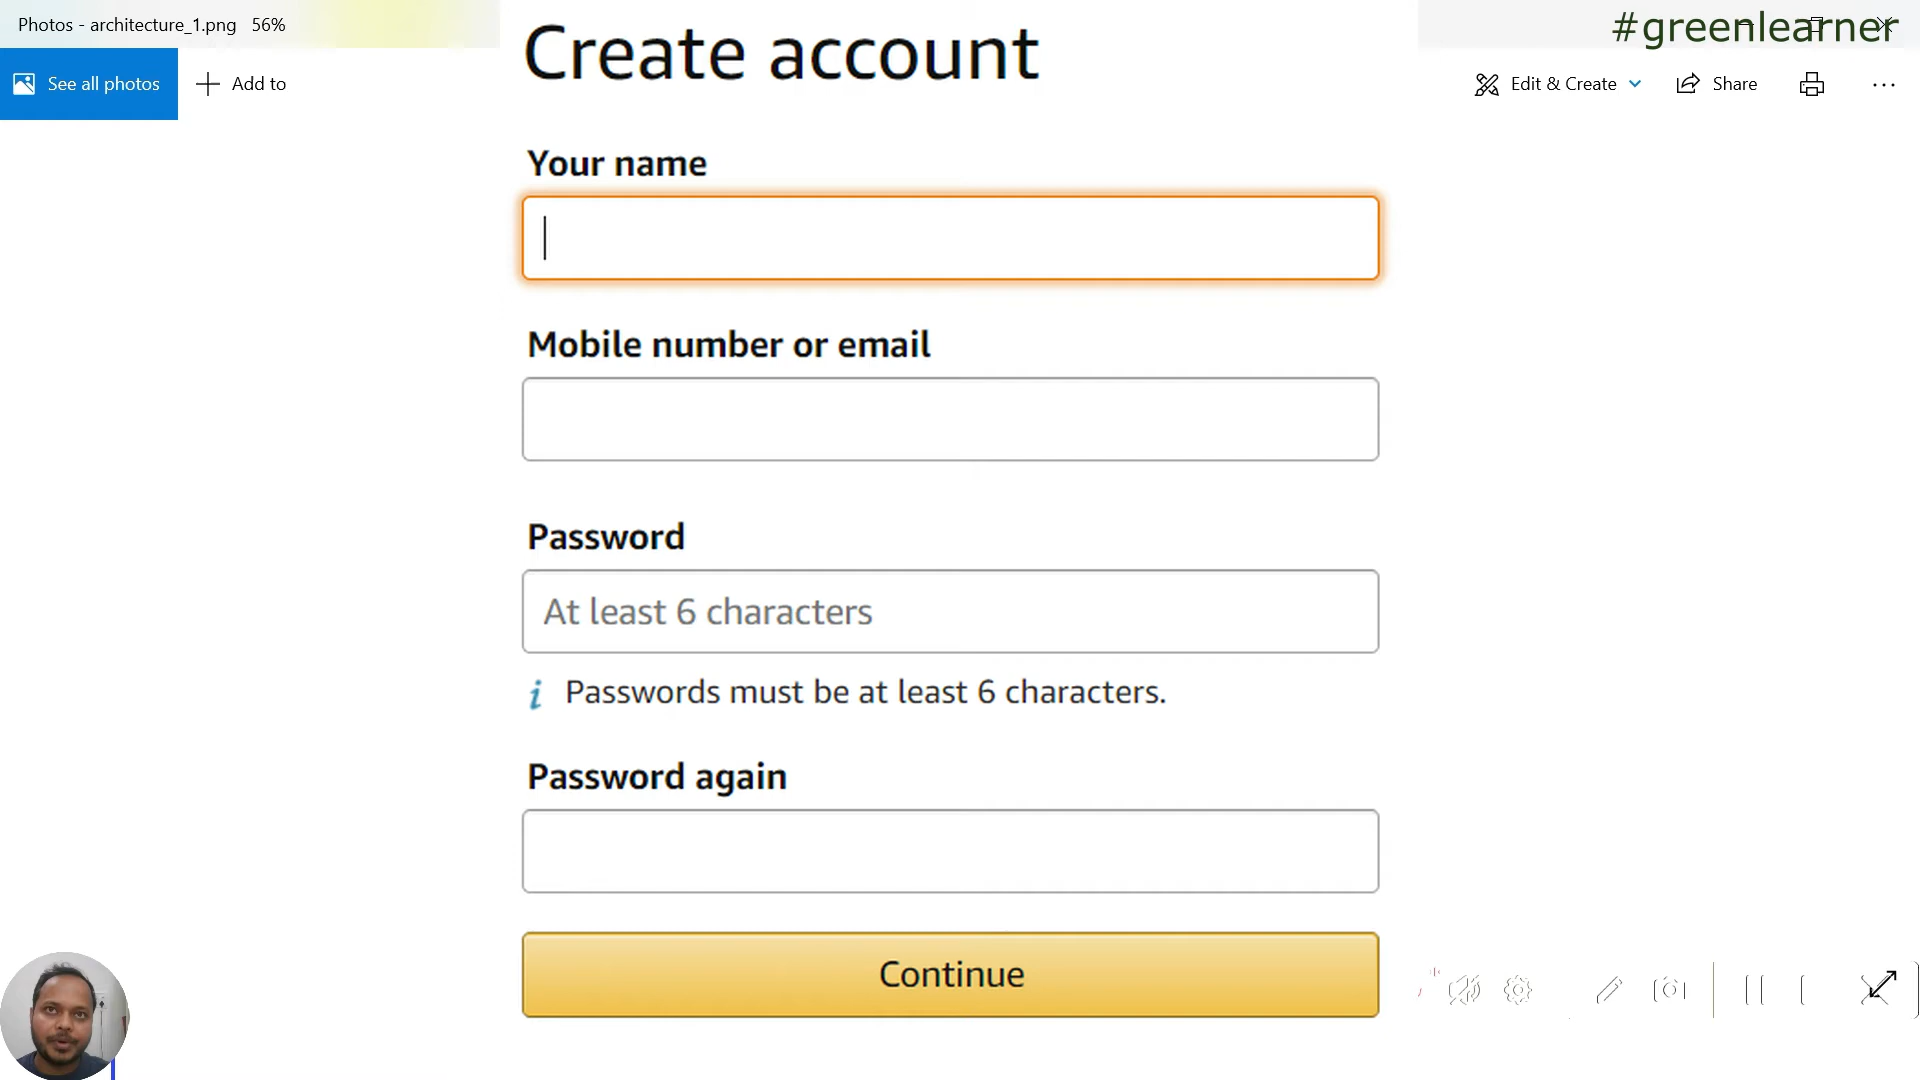 Photos - architecture_1.png 56%
#greenlearner
See all photos
Add to
Edit & Create
Share
Create account
Your name
Mobile number or email
Password
At least 6 characters
i Passwords must be at least 6 characters.
Password again
Continue